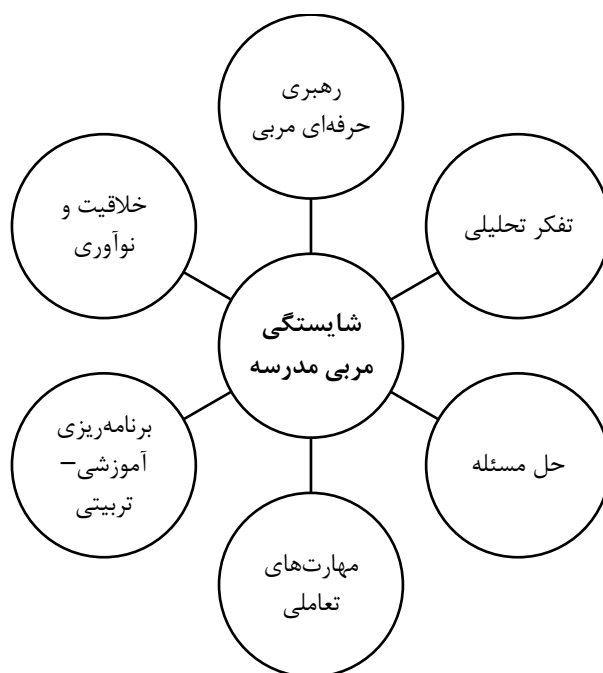 رهبری
حرفه‌ای مربی
تفکر تحلیلی
حل مسئله
مهارت‌های
تعاملی
برنامه‌ریزی
آموزشی–
تربیتی
خلاقیت و
نوآوری
شایستگی
مربی مدرسه